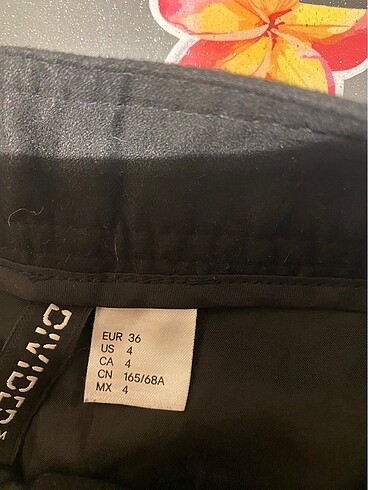 DIVIDED
EUR 36
US 4
CA 4
CN 165/68A
MX 4